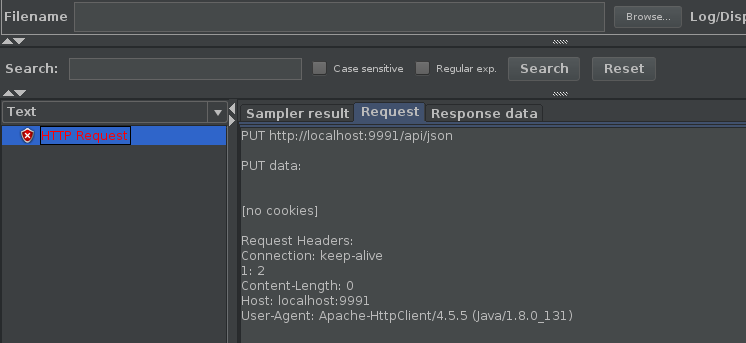 Filename Browse... Log/Disp
Search: Case sensitive Regular exp. Search Reset
Text
HTTP Request
Sampler result Request Response data
PUT http://localhost:9991/api/json
PUT data:
[no cookies]
Request Headers:
Connection: keep-alive
1: 2
Content-Length: 0
Host: localhost:9991
User-Agent: Apache-HttpClient/4.5.5 (Java/1.8.0_131)